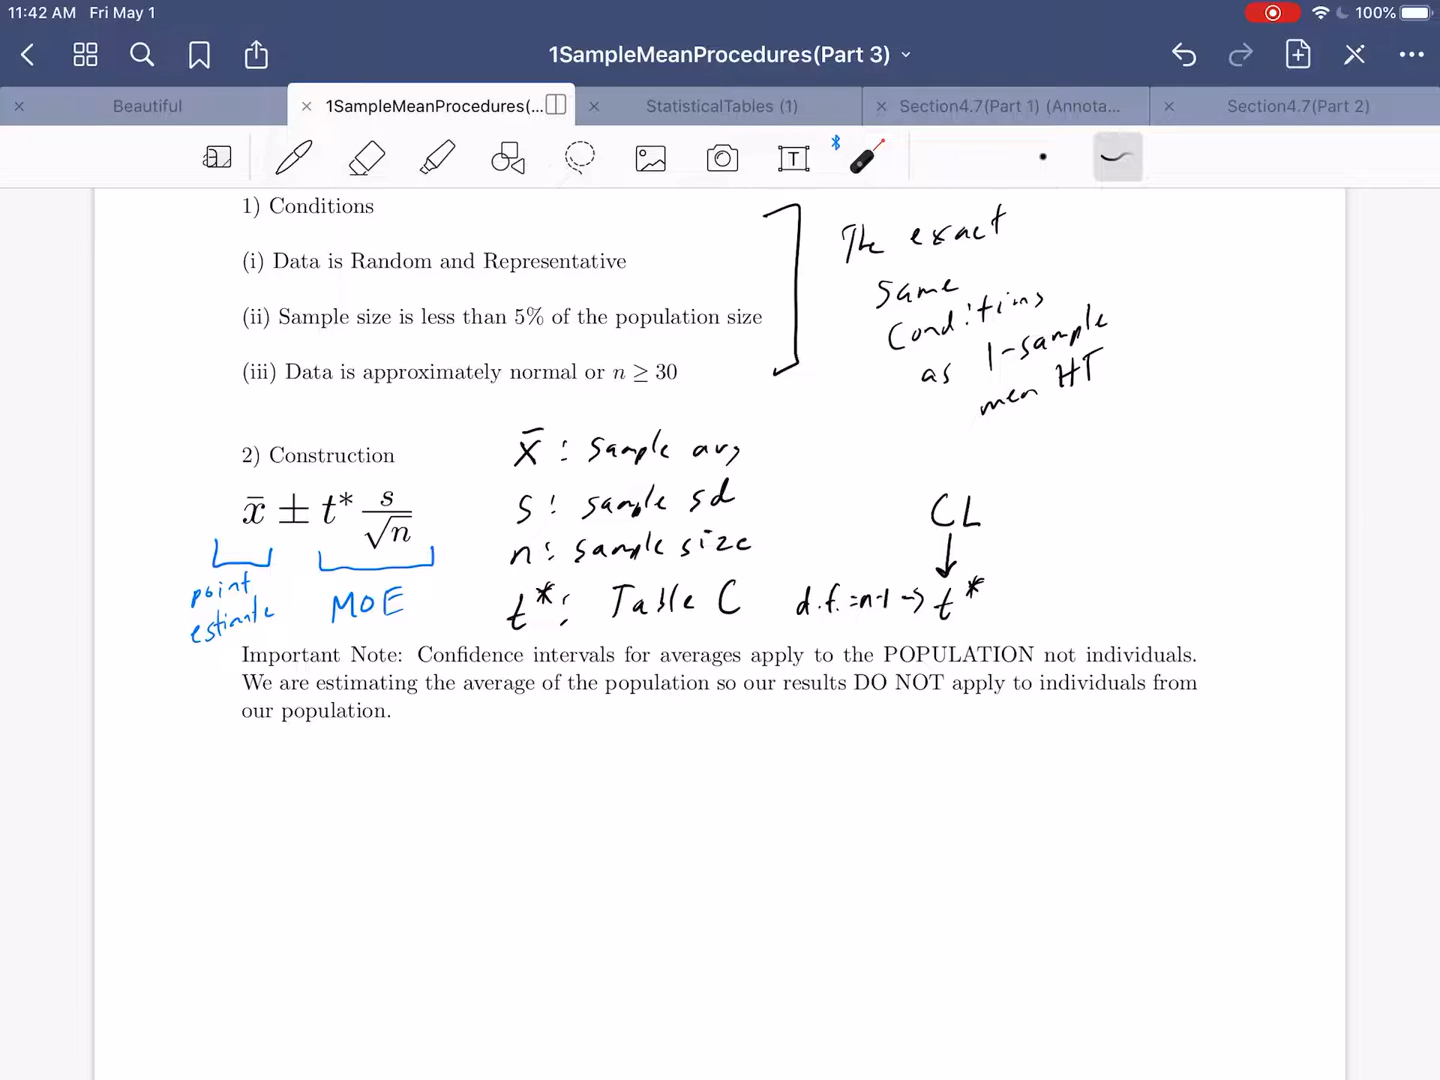 11:42 AM Fri May 1
100%
1SampleMeanProcedures(Part 3)
Beautiful
1SampleMeanProcedures(...
StatisticalTables (1)
Section4.7(Part 1) (Annota...
Section4.7(Part 2)
1) Conditions
(i) Data is Random and Representative
(ii) Sample size is less than 5% of the population size
(iii) Data is approximately normal or n ≥ 30
The exact
same
conditions
as 1-sample
mean HT
2) Construction
x̄ ± t* s/√n
point
estimate
MOE
x̄: sample avg
s: sample sd
n: sample size
t*: Table C
CL
d.f.=n-1 → t*
Important Note: Confidence intervals for averages apply to the POPULATION not individuals.
We are estimating the average of the population so our results DO NOT apply to individuals from
our population.